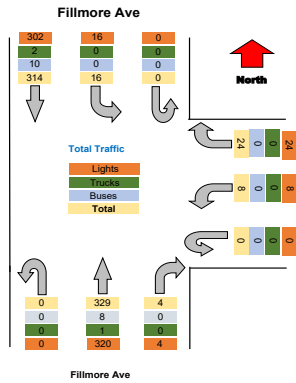 Fillmore Ave
302 16 0
2 0 0
10 0 0
314 16 0
North
Total Traffic
Lights
Trucks
Buses
Total
24 0 0 24
8 0 0 8
0 0 0 0
0 329 4
0 8 0
0 1 0
0 320 4
Fillmore Ave